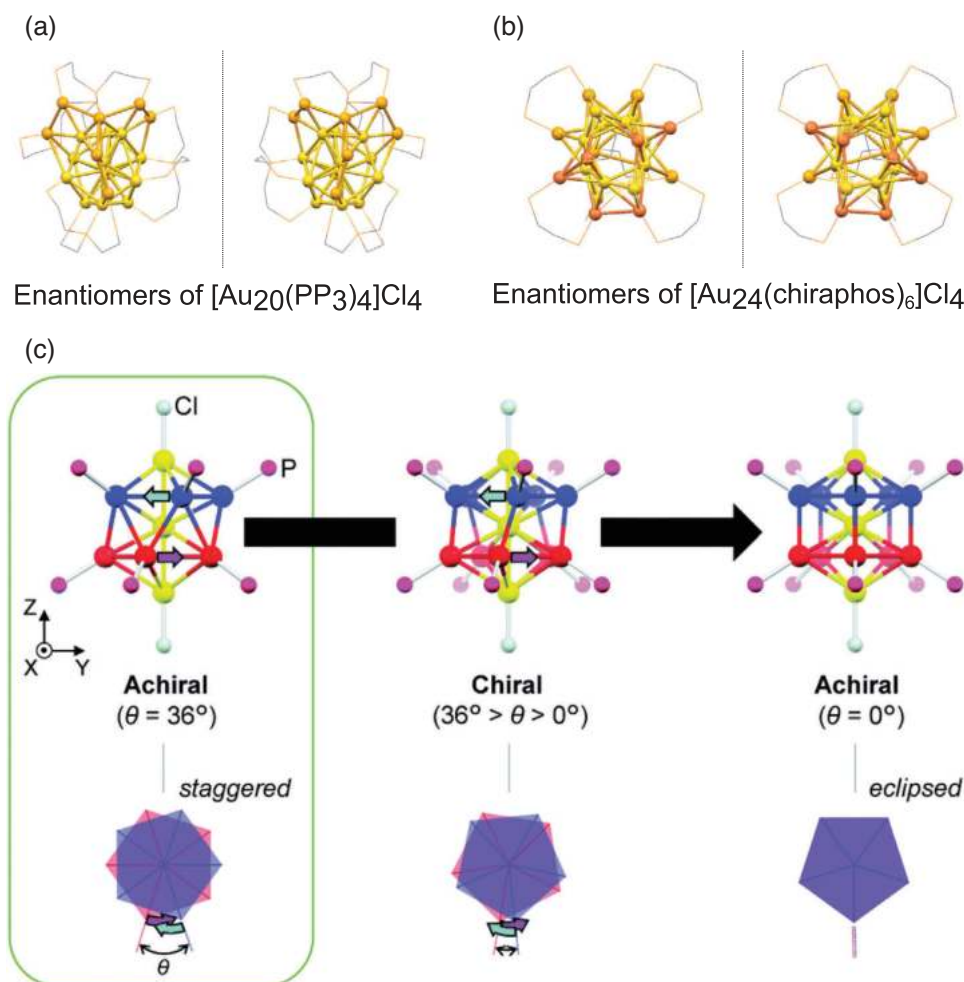 (a)
(b)
Enantiomers of [Au20(PP3)4]Cl4
Enantiomers of [Au24(chiraphos)6]Cl4
(c)
Cl
P
Z
X
Y
Achiral
(θ = 36°)
Chiral
(36° > θ > 0°)
Achiral
(θ = 0°)
staggered
eclipsed
θ